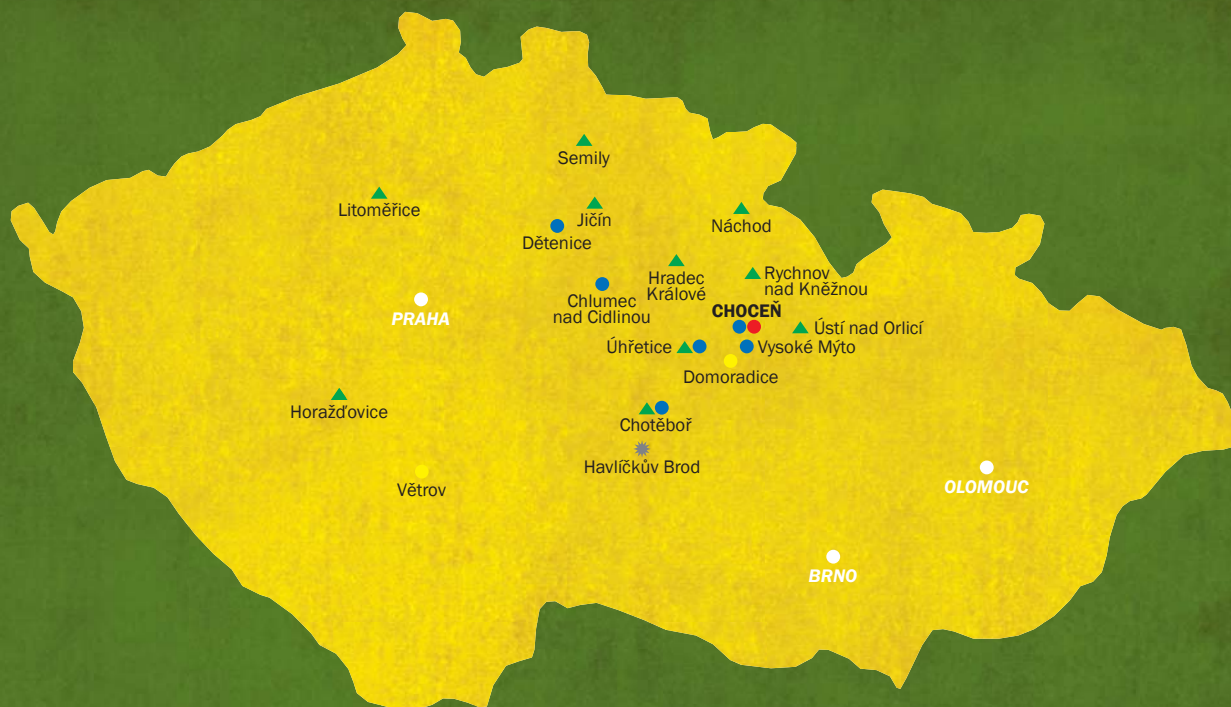 Semily
Litoměřice
Jičín
Náchod
Dětenice
Hradec
Králové
Rychnov
nad Kněžnou
Chlumec
nad Cidlinou
PRAHA
CHOCEŇ
Ústí nad Orlicí
Úhřetice
Vysoké Mýto
Domoradice
Horažďovice
Chotěboř
Havlíčkův Brod
Větrov
OLOMOUC
BRNO